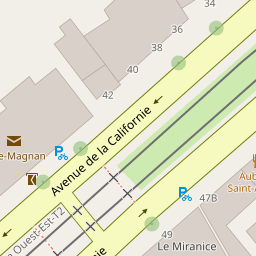 34
36
38
40
42
Avenue de la Californie
e-Magnan
Aub
Saint-A
47B
49
Le Miranice
Ouest-Est-T2
nie